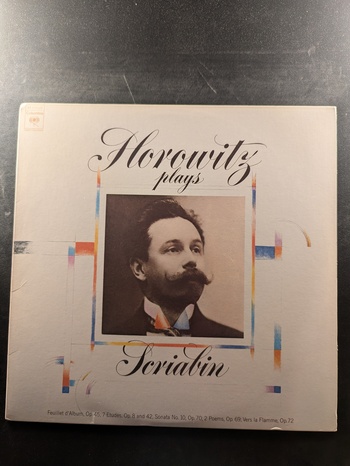 Horowitz
plays
Scriabin
Feuillet d'Album, Op. 45; 7 Etudes, Op. 8 and 42; Sonata No. 10, Op. 70; 2 Poems, Op. 69; Vers la Flamme, Op. 72